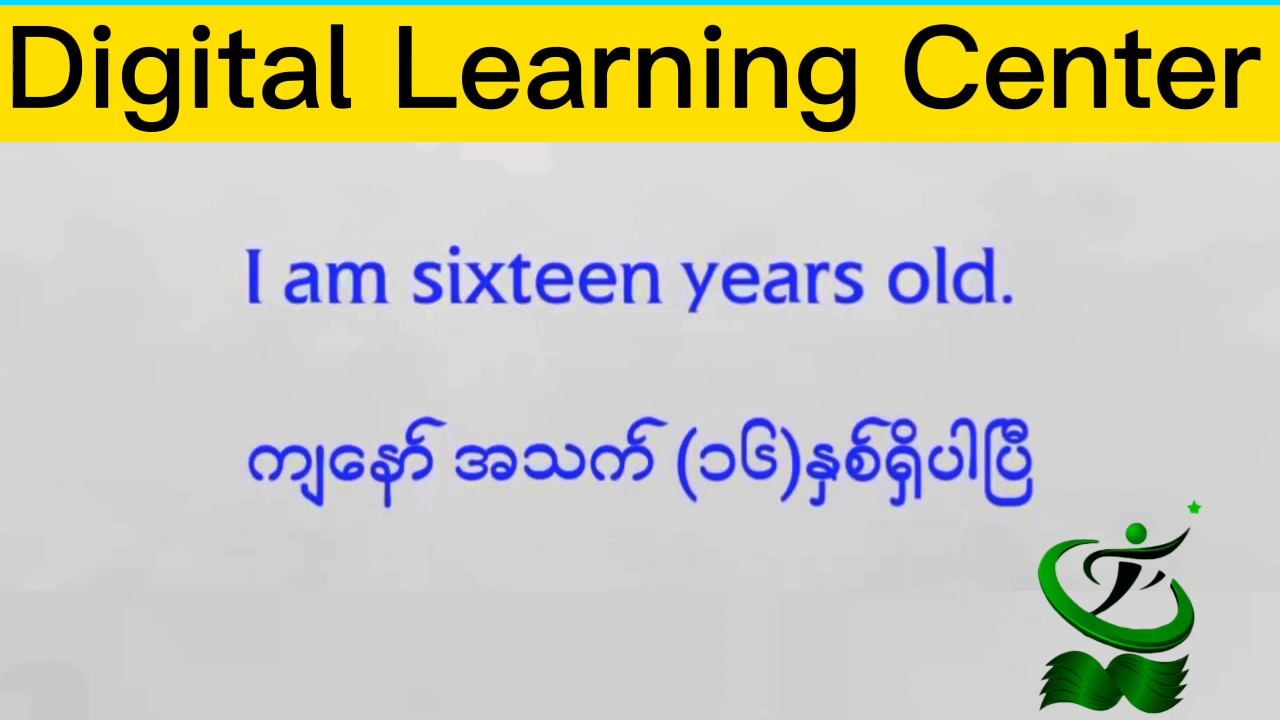 Digital Learning Center
I am sixteen years old.
ကျနော် အသက် (၁၆)နှစ်ရှိပါပြီ